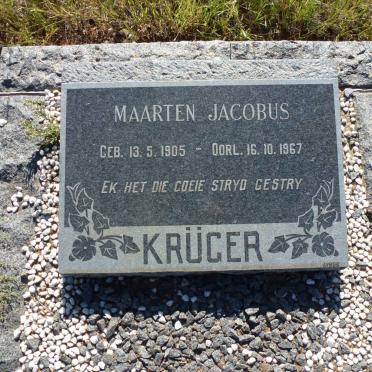 MAARTEN JACOBUS
GEB. 13. 5. 1905 - OORL. 16. 10. 1967
EK HET DIE GOEIE STRYD GESTRY
KRÜGER